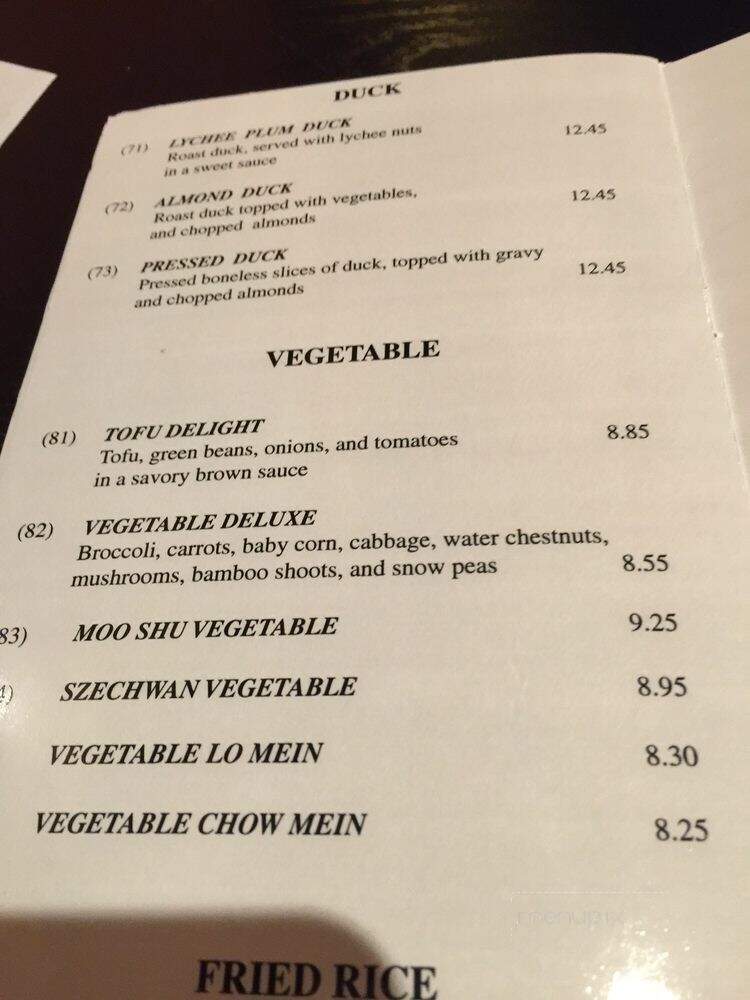 DUCK
(71) LYCHEE PLUM DUCK 12.45
Roast duck, served with lychee nuts
in a sweet sauce
(72) ALMOND DUCK 12.45
Roast duck topped with vegetables,
and chopped almonds
(73) PRESSED DUCK 12.45
Pressed boneless slices of duck, topped with gravy
and chopped almonds
VEGETABLE
(81) TOFU DELIGHT 8.85
Tofu, green beans, onions, and tomatoes
in a savory brown sauce
(82) VEGETABLE DELUXE
Broccoli, carrots, baby corn, cabbage, water chestnuts,
mushrooms, bamboo shoots, and snow peas 8.55
83) MOO SHU VEGETABLE 9.25
4) SZECHWAN VEGETABLE 8.95
VEGETABLE LO MEIN 8.30
VEGETABLE CHOW MEIN 8.25
menupix
FRIED RICE